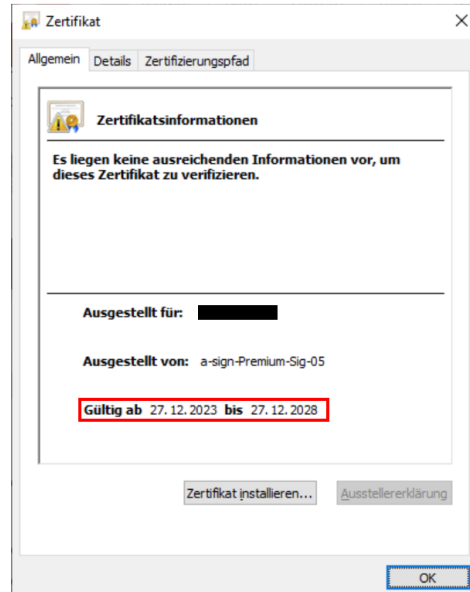 Zertifikat
Allgemein Details Zertifizierungspfad
Zertifikatsinformationen
Es liegen keine ausreichenden Informationen vor, um
dieses Zertifikat zu verifizieren.
Ausgestellt für:
Ausgestellt von: a-sign-Premium-Sig-05
Gültig ab 27.12.2023 bis 27.12.2028
Zertifikat installieren... Ausstellererklärung
OK